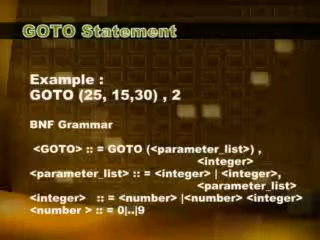 GOTO Statement
Example :
GOTO (25, 15,30) , 2
BNF Grammar
<GOTO> :: = GOTO (<parameter_list>) ,
<integer>
<parameter_list> :: = <integer> | <integer>,
<parameter_list>
<integer> :: = <number> |<number> <integer>
<number > :: = 0|..|9